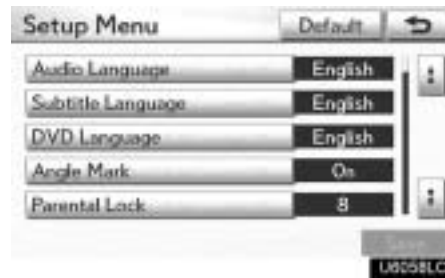 Setup Menu Default
Audio Language English
Subtitle Language English
DVD Language English
Angle Mark On
Parental Lock 8
Save
U6058LC